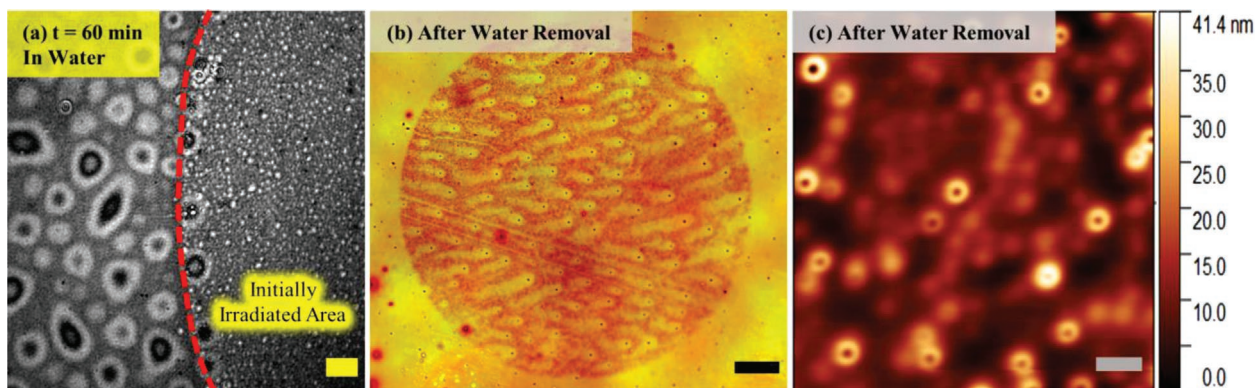 (a) t = 60 min
In Water
Initially
Irradiated Area
(b) After Water Removal
(c) After Water Removal
41.4 nm
35.0
30.0
25.0
20.0
15.0
10.0
0.0